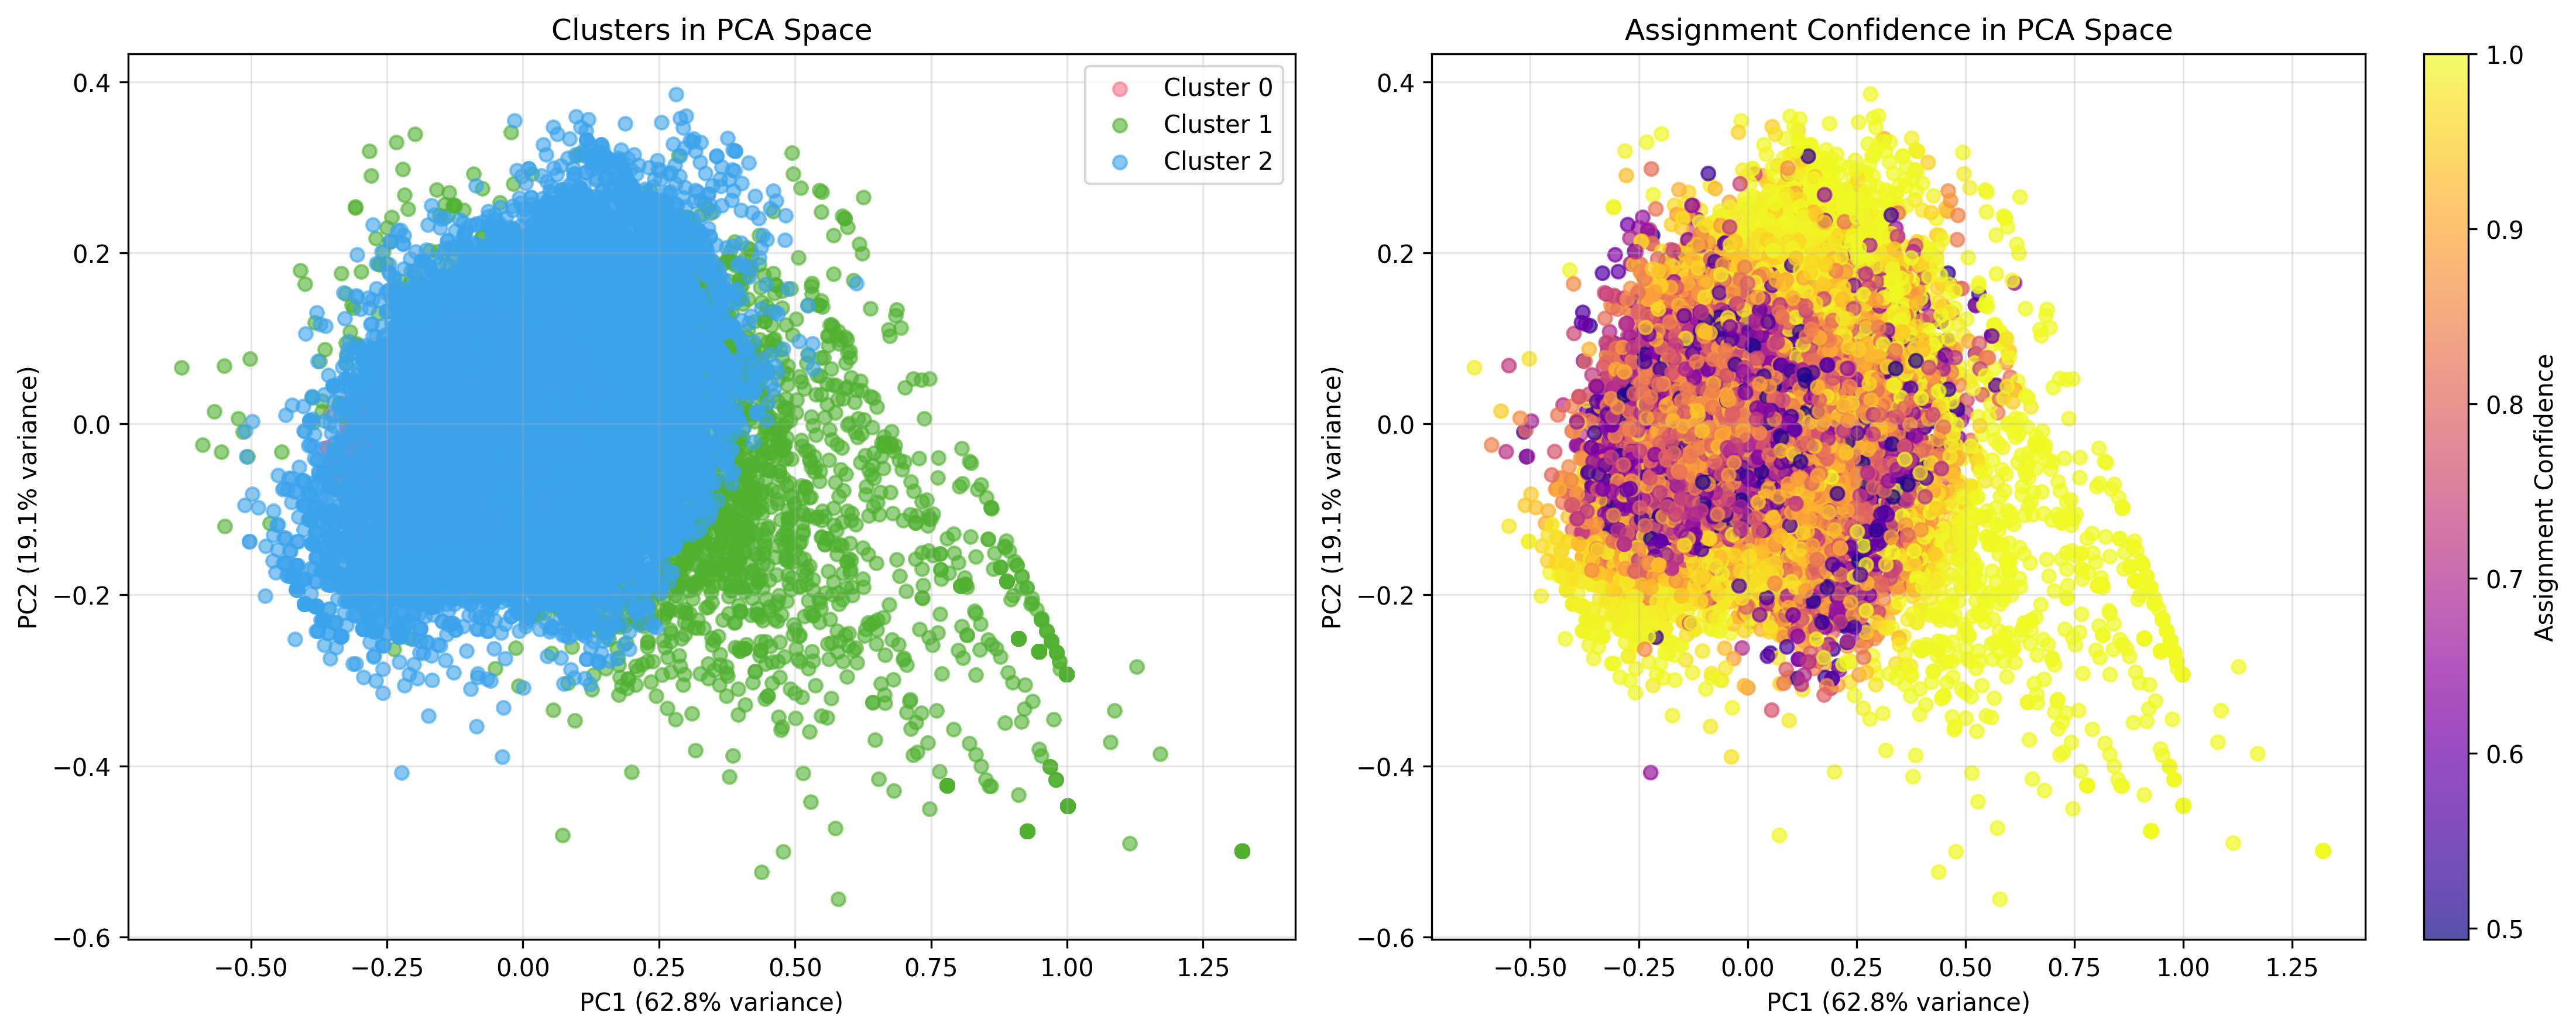 Clusters in PCA Space
0.4
0.2
0.0
−0.2
−0.4
−0.6
PC2 (19.1% variance)
Cluster 0
Cluster 1
Cluster 2
−0.50 −0.25 0.00 0.25 0.50 0.75 1.00 1.25
PC1 (62.8% variance)
Assignment Confidence in PCA Space
0.4
0.2
0.0
−0.2
−0.4
−0.6
PC2 (19.1% variance)
−0.50 −0.25 0.00 0.25 0.50 0.75 1.00 1.25
PC1 (62.8% variance)
1.0
0.9
0.8
0.7
0.6
0.5
Assignment Confidence